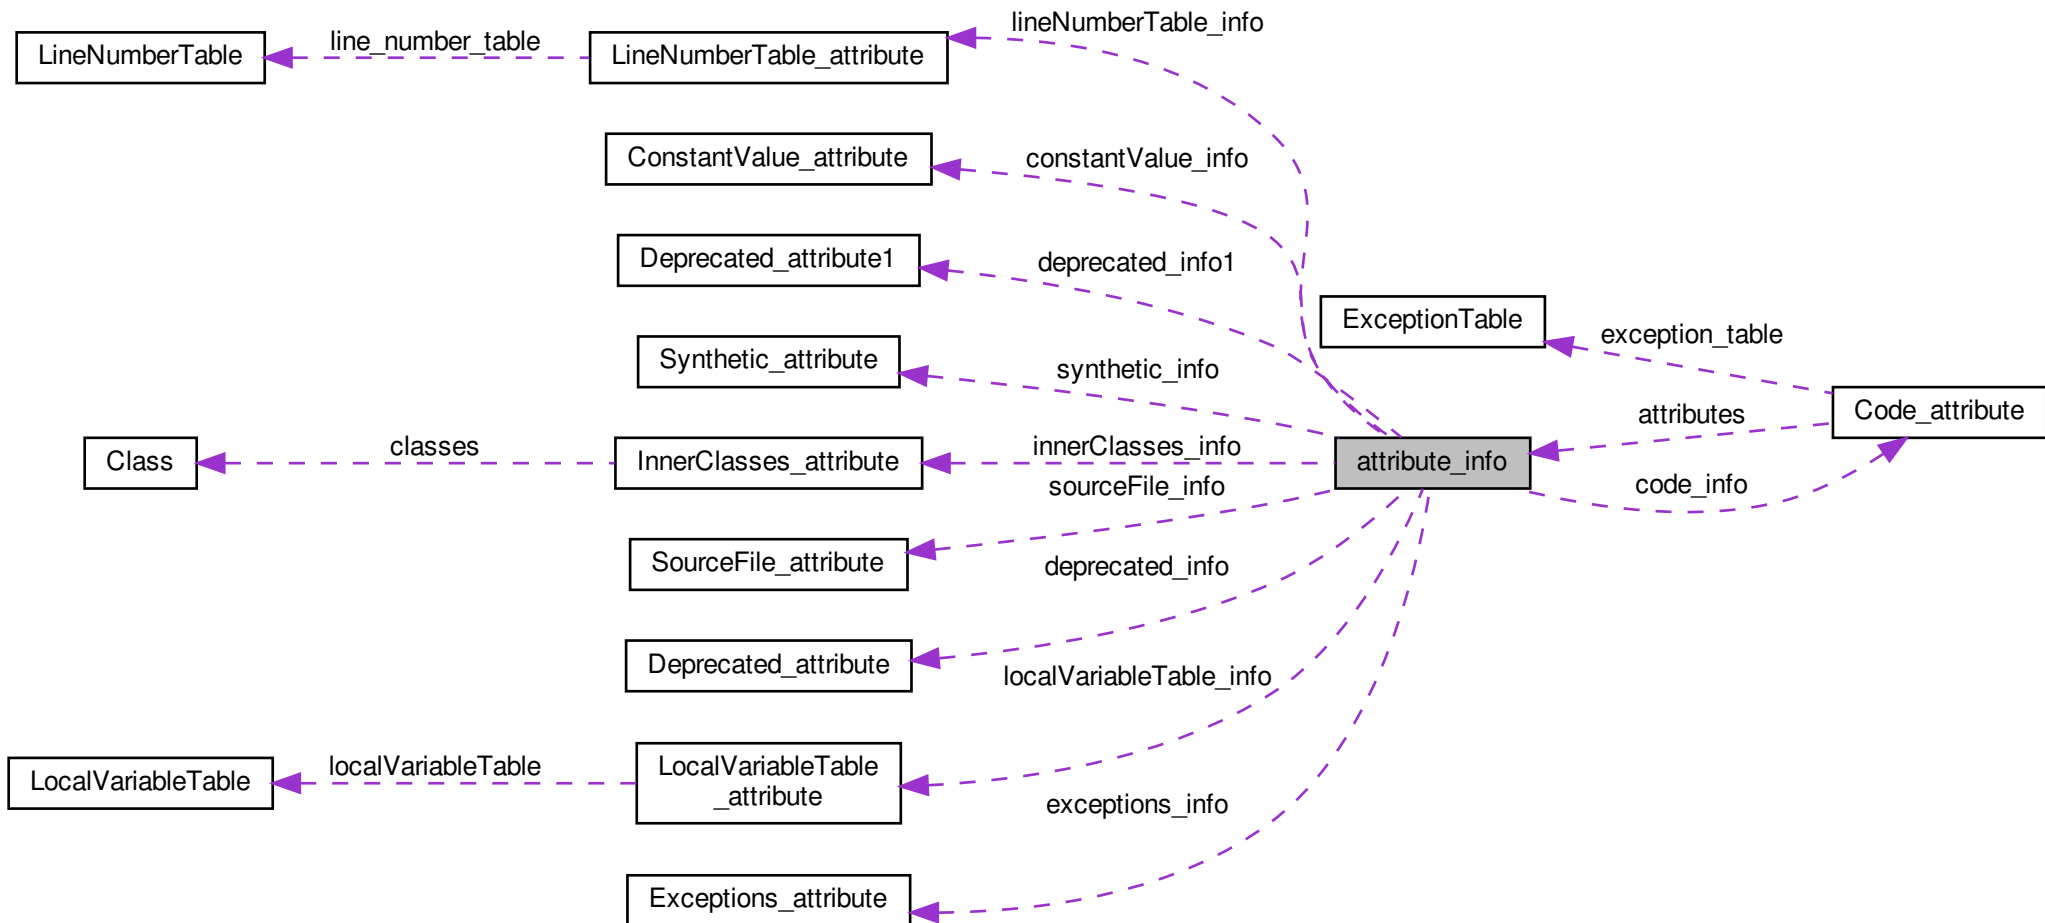 lineNumberTable_info
LineNumberTable
line_number_table
LineNumberTable_attribute
ConstantValue_attribute
constantValue_info
Deprecated_attribute1
deprecated_info1
ExceptionTable
exception_table
Synthetic_attribute
synthetic_info
Code_attribute
attributes
Class
classes
InnerClasses_attribute
innerClasses_info
attribute_info
sourceFile_info
code_info
SourceFile_attribute
deprecated_info
Deprecated_attribute
localVariableTable_info
LocalVariableTable
localVariableTable
LocalVariableTable
_attribute
exceptions_info
Exceptions_attribute